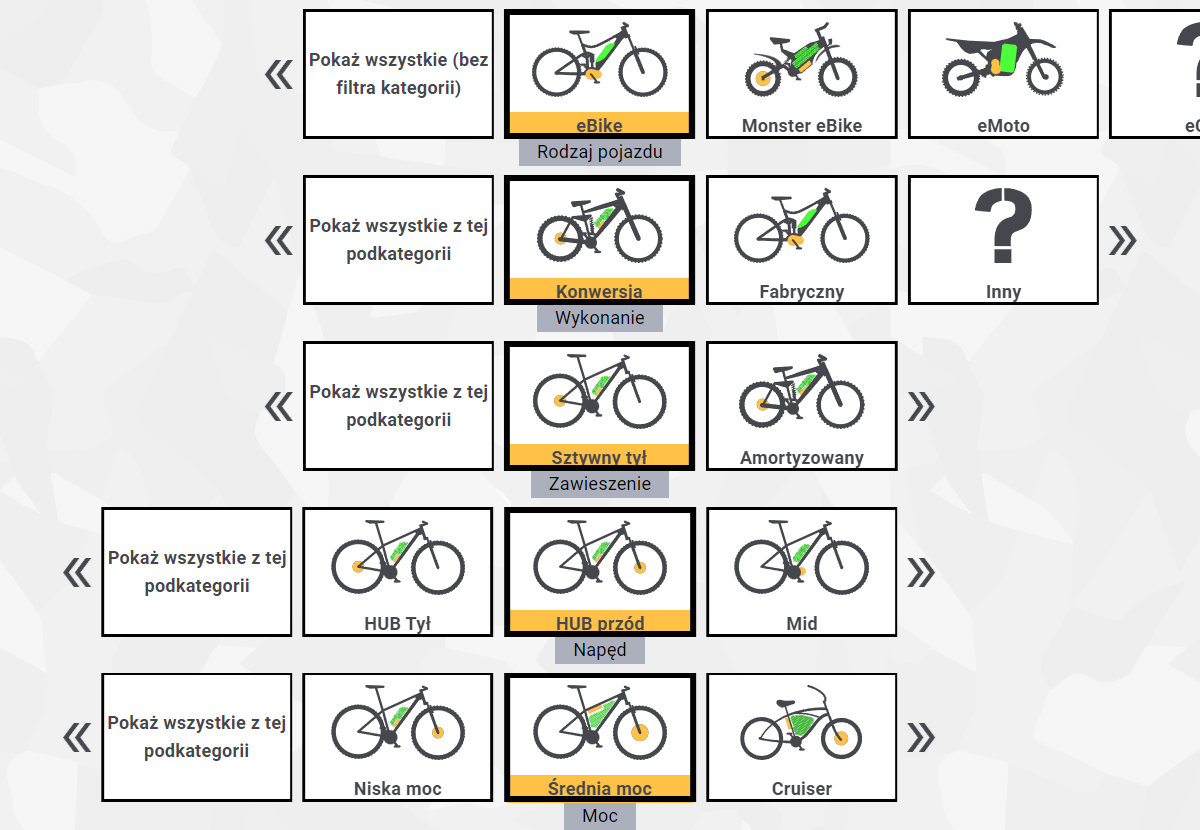 Pokaż wszystkie (bez
filtra kategorii)
eBike
Monster eBike
eMoto
Rodzaj pojazdu
Pokaż wszystkie z tej
podkategorii
Konwersja
Fabryczny
Inny
Wykonanie
Pokaż wszystkie z tej
podkategorii
Sztywny tył
Amortyzowany
Zawieszenie
Pokaż wszystkie z tej
podkategorii
HUB Tył
HUB przód
Mid
Napęd
Pokaż wszystkie z tej
podkategorii
Niska moc
Średnia moc
Cruiser
Moc